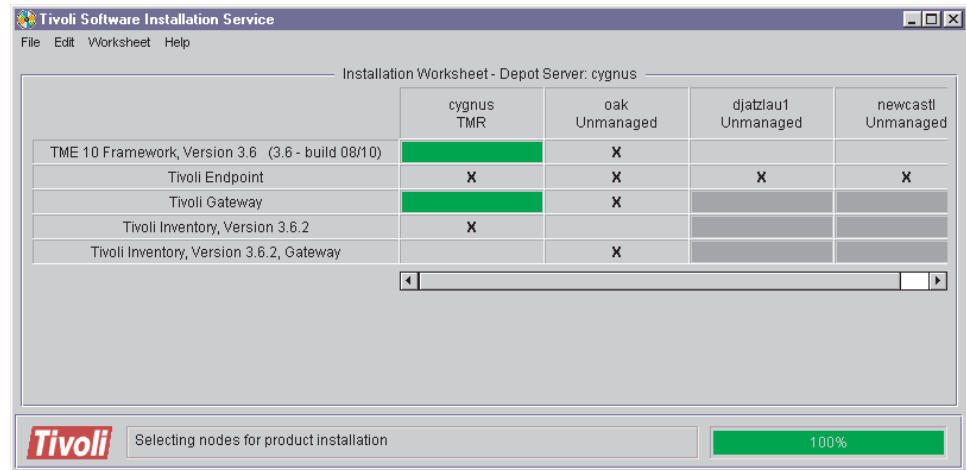 Tivoli Software Installation Service
File Edit Worksheet Help
Installation Worksheet - Depot Server: cygnus
cygnus TMR
oak Unmanaged
djatzlau1 Unmanaged
newcastl Unmanaged
TME 10 Framework, Version 3.6 (3.6 - build 08/10) X
Tivoli Endpoint X X X X
Tivoli Gateway X
Tivoli Inventory, Version 3.6.2 X
Tivoli Inventory, Version 3.6.2, Gateway X
Tivoli
Selecting nodes for product installation
100%